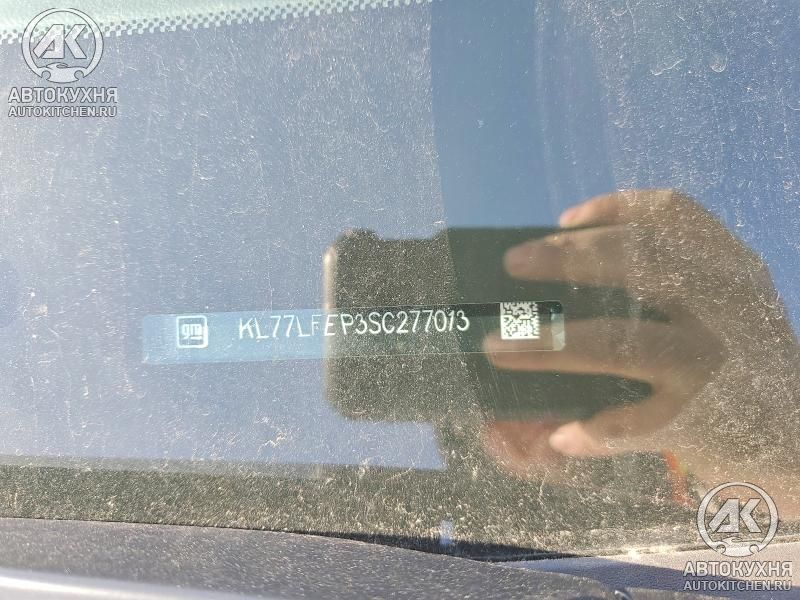 АК
АВТОКУХНЯ
AUTOKITCHEN.RU
gm KL77LFEP3SC277013
АК
АВТОКУХНЯ
AUTOKITCHEN.RU